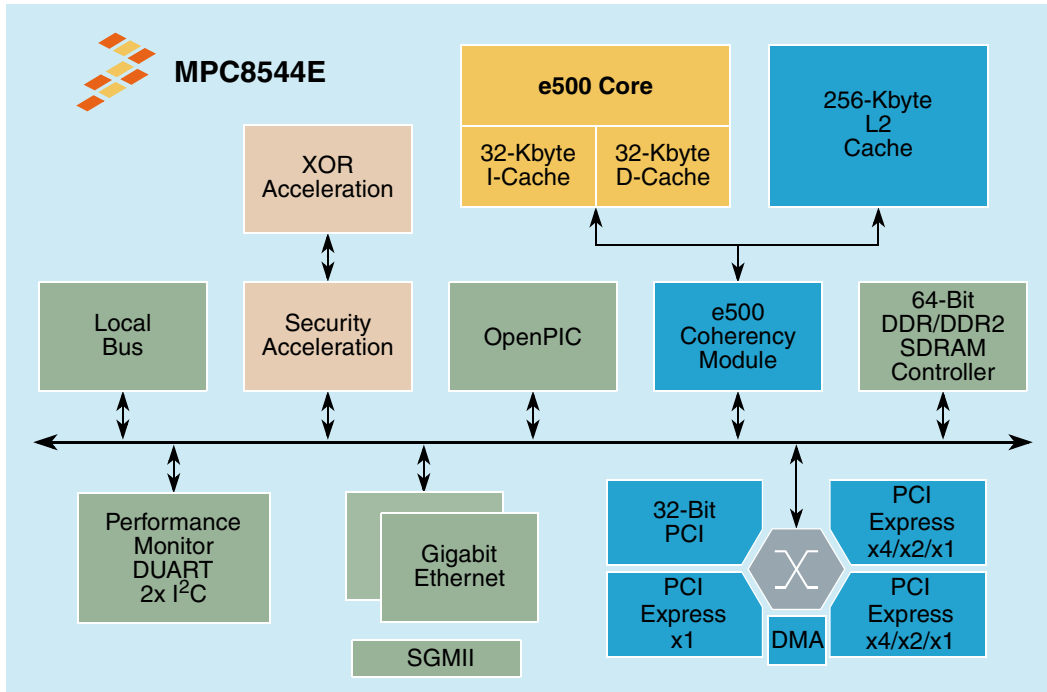 MPC8544E
e500 Core
32-Kbyte
I-Cache
32-Kbyte
D-Cache
256-Kbyte
L2
Cache
XOR
Acceleration
Local
Bus
Security
Acceleration
OpenPIC
e500
Coherency
Module
64-Bit
DDR/DDR2
SDRAM
Controller
Performance
Monitor
DUART
2x I²C
Gigabit
Ethernet
SGMII
32-Bit
PCI
PCI
Express
x4/x2/x1
PCI
Express
x1
DMA
PCI
Express
x4/x2/x1